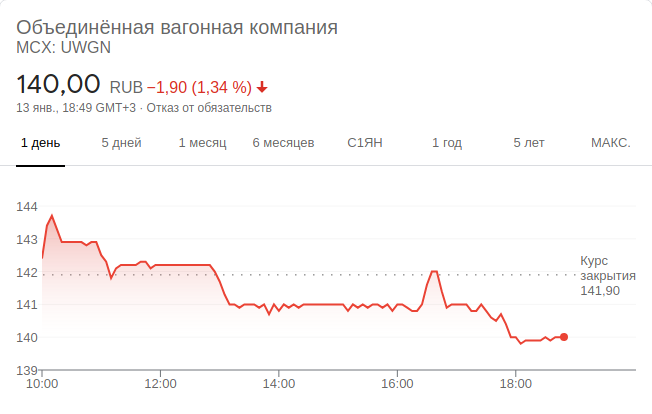 Объединённая вагонная компания
MCX: UWGN
140,00 RUB −1,90 (1,34 %)
13 янв., 18:49 GMT+3 · Отказ от обязательств
1 день 5 дней 1 месяц 6 месяцев С1ЯН 1 год 5 лет МАКС.
144
143
Курс
142 закрытия
141,90
141
140
139
10:00 12:00 14:00 16:00 18:00